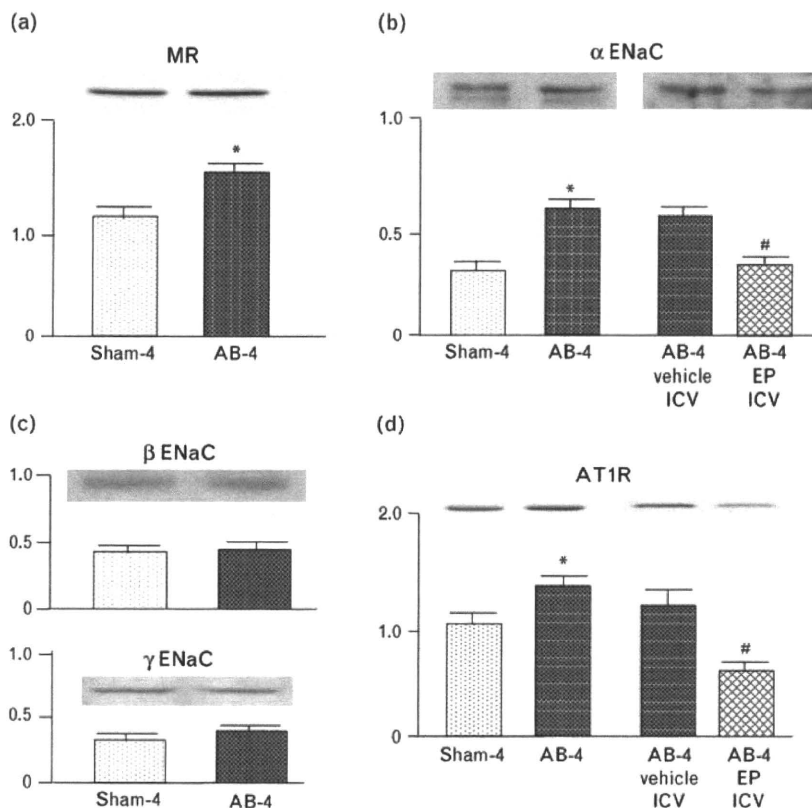 (a)
MR
2.0
*
1.0
0
Sham-4 AB-4
(b)
α ENaC
1.0
*
0.5
#
0
Sham-4 AB-4 AB-4 AB-4
vehicle EP
ICV ICV
(c)
β ENaC
1.0
0.5
0
γ ENaC
1.0
0.5
0
Sham-4 AB-4
(d)
AT1R
2.0
*
1.0
#
0
Sham-4 AB-4 AB-4 AB-4
vehicle EP
ICV ICV